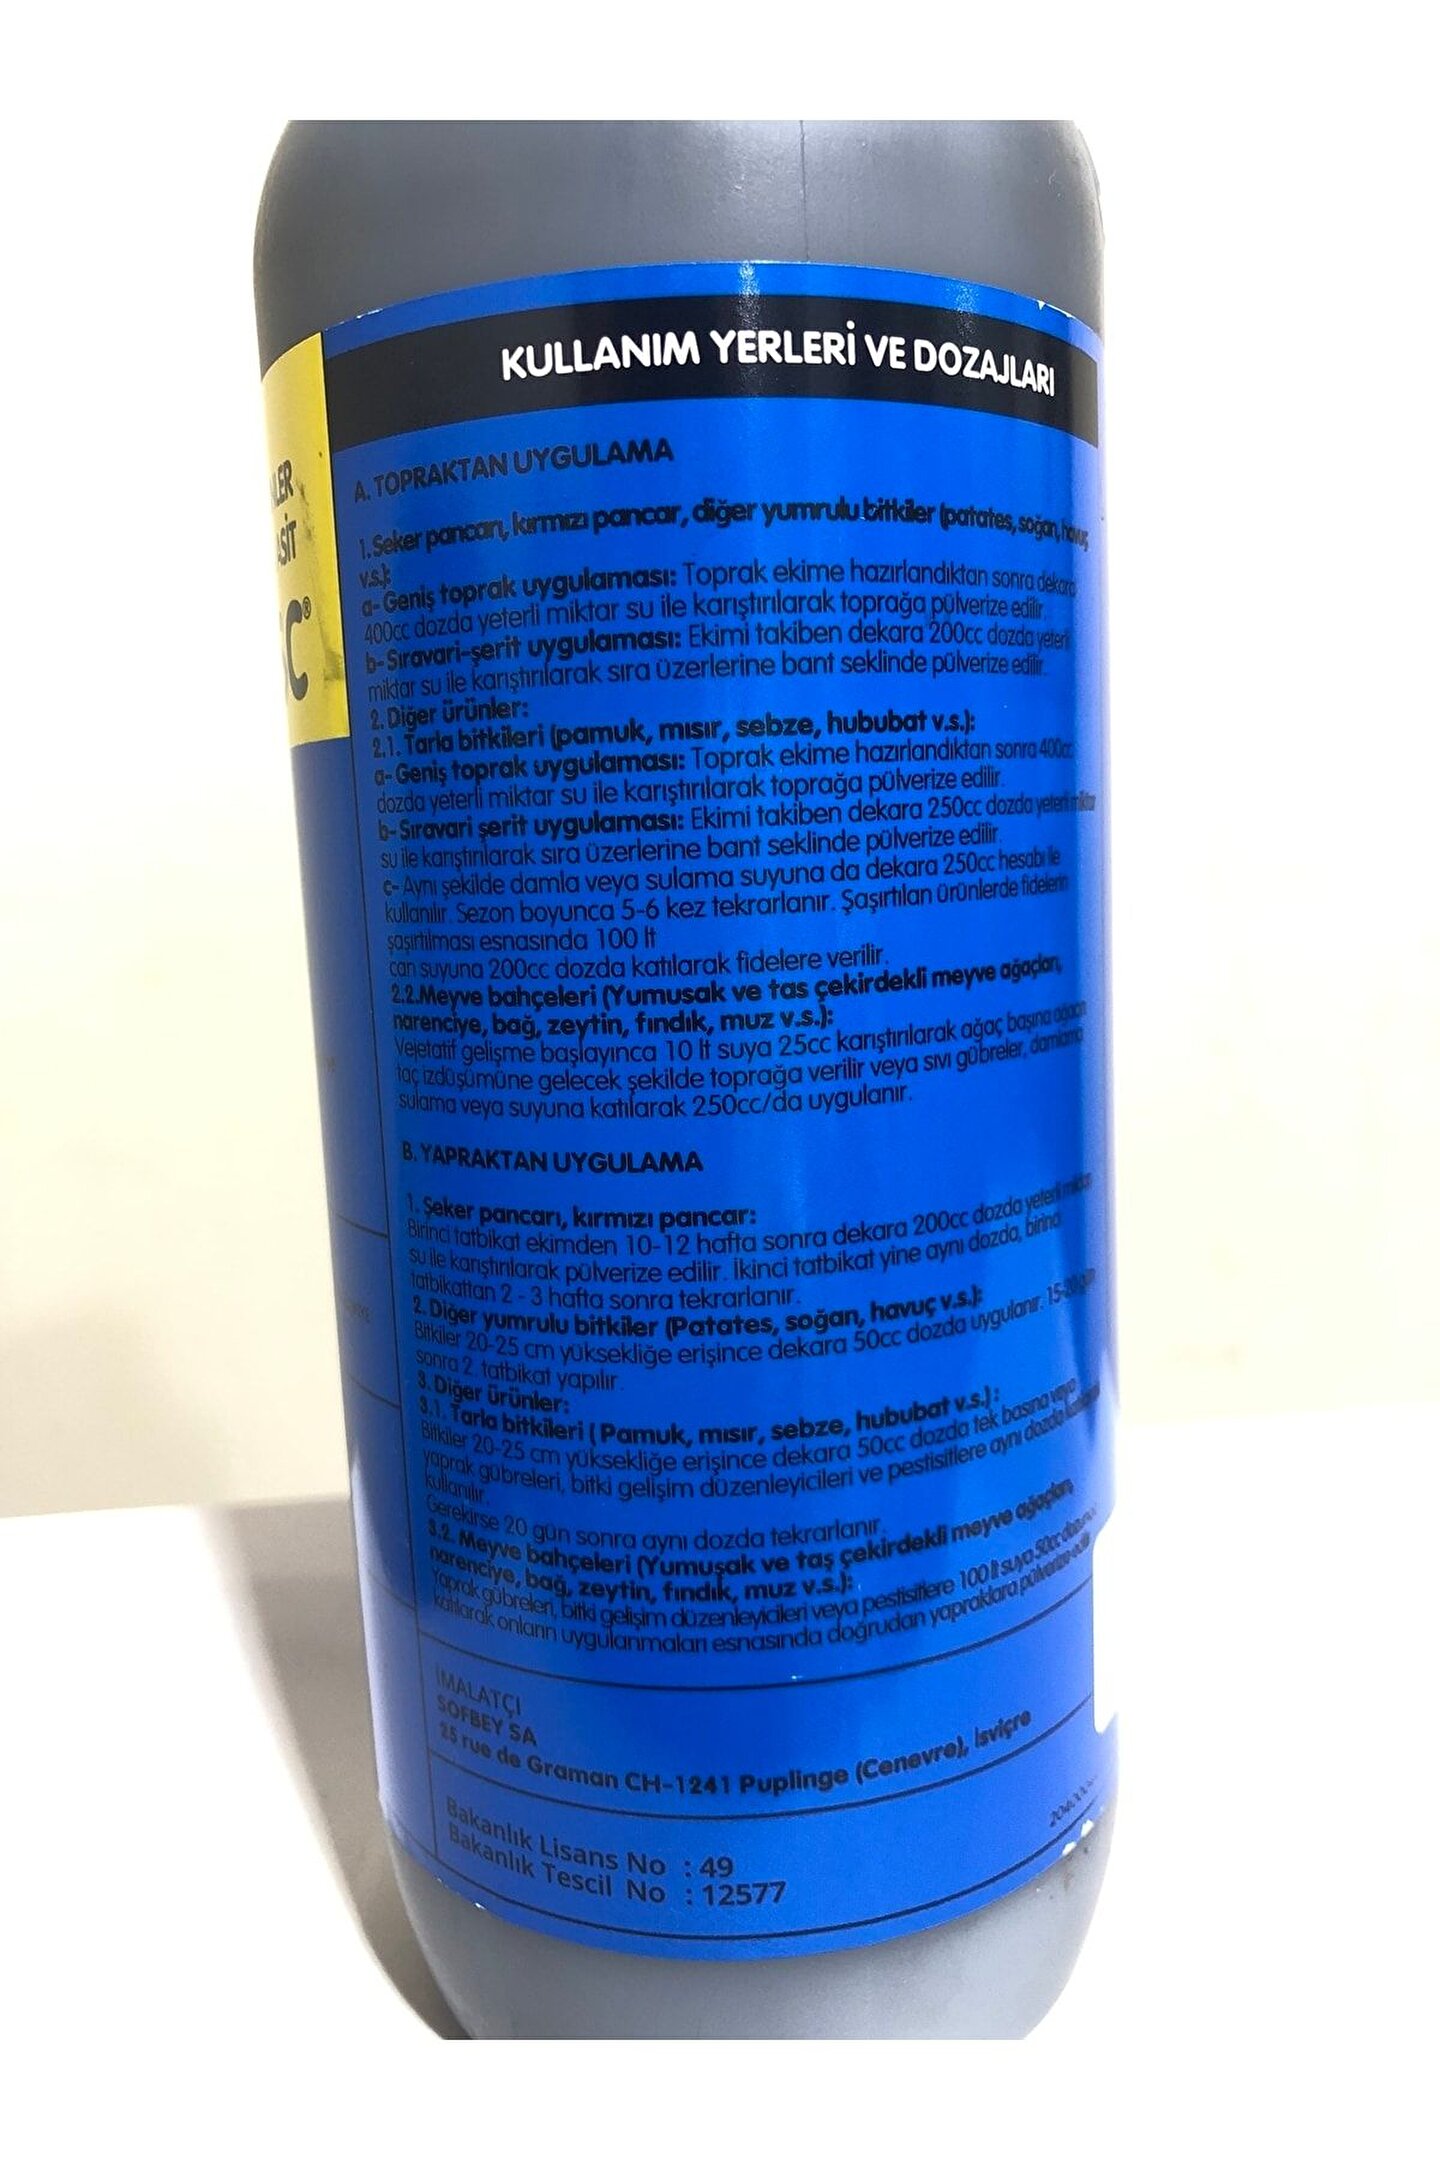 KULLANIM YERLERİ VE DOZAJLARI
A. TOPRAKTAN UYGULAMA
1. Seker pancarı, kırmızı pancar, diğer yumrulu bitkiler (patates, soğan, havuç
v.s.):
a- Geniş toprak uygulaması: Toprak ekime hazırlandıktan sonra dekara
400cc dozda yeterli miktar su ile karıştırılarak toprağa pülverize edilir.
b- Sıravari-şerit uygulaması: Ekimi takiben dekara 200cc dozda yeterli
miktar su ile karıştırılarak sıra üzerlerine bant seklinde pülverize edilir.
2. Diğer ürünler:
2.1. Tarla bitkileri (pamuk, mısır, sebze, hububat v.s.):
a- Geniş toprak uygulaması: Toprak ekime hazırlandıktan sonra 400cc
dozda yeterli miktar su ile karıştırılarak toprağa pülverize edilir.
b- Sıravari şerit uygulaması: Ekimi takiben dekara 250cc dozda yeterli miktar
su ile karıştırılarak sıra üzerlerine bant seklinde pülverize edilir.
c- Aynı şekilde damla veya sulama suyuna da dekara 250cc hesabı ile
kullanılır. Sezon boyunca 5-6 kez tekrarlanır. Şaşırtılan ürünlerde fidelerin
şaşırtılması esnasında 100 lt
can suyuna 200cc dozda katılarak fidelere verilir.
2.2.Meyve bahçeleri (Yumusak ve tas çekirdekli meyve ağaçları,
narenciye, bağ, zeytin, fındık, muz v.s.):
Vejetatif gelişme başlayınca 10 lt suya 25cc karıştırılarak ağaç başına ağacın
taç izdüşümüne gelecek şekilde toprağa verilir veya sıvı gübreler, damlama
sulama veya suyuna katılarak 250cc/da uygulanır.
B. YAPRAKTAN UYGULAMA
1. Şeker pancarı, kırmızı pancar:
Birinci tatbikat ekimden 10-12 hafta sonra dekara 200cc dozda yeterli miktar
su ile karıştırılarak pülverize edilir. İkinci tatbikat yine aynı dozda, birinci
tatbikattan 2 - 3 hafta sonra tekrarlanır.
2. Diğer yumrulu bitkiler (Patates, soğan, havuç v.s.):
Bitkiler 20-25 cm yüksekliğe erişince dekara 50cc dozda uygulanır. 15-20 gün
sonra 2. tatbikat yapılır.
3. Diğer ürünler:
3.1. Tarla bitkileri ( Pamuk, mısır, sebze, hububat v.s.) :
Bitkiler 20-25 cm yüksekliğe erişince dekara 50cc dozda tek basına veya
yaprak gübreleri, bitki gelişim düzenleyicileri ve pestisitlere aynı dozda
kullanılır.
Gerekirse 20 gün sonra aynı dozda tekrarlanır.
3.2. Meyve bahçeleri (Yumuşak ve taş çekirdekli meyve ağaçları,
narenciye, bağ, zeytin, fındık, muz v.s.):
Yaprak gübreleri, bitki gelişim düzenleyicileri veya pestisitlere 100 lt suya 50cc
katılarak onların uygulanmaları esnasında doğrudan yapraklara pülverize edilir.
İMALATÇI
SOFBEY SA
25 rue de Graman CH-1241 Puplinge (Cenevre), İsviçre
Bakanlık Lisans No : 49
Bakanlık Tescil No : 12577